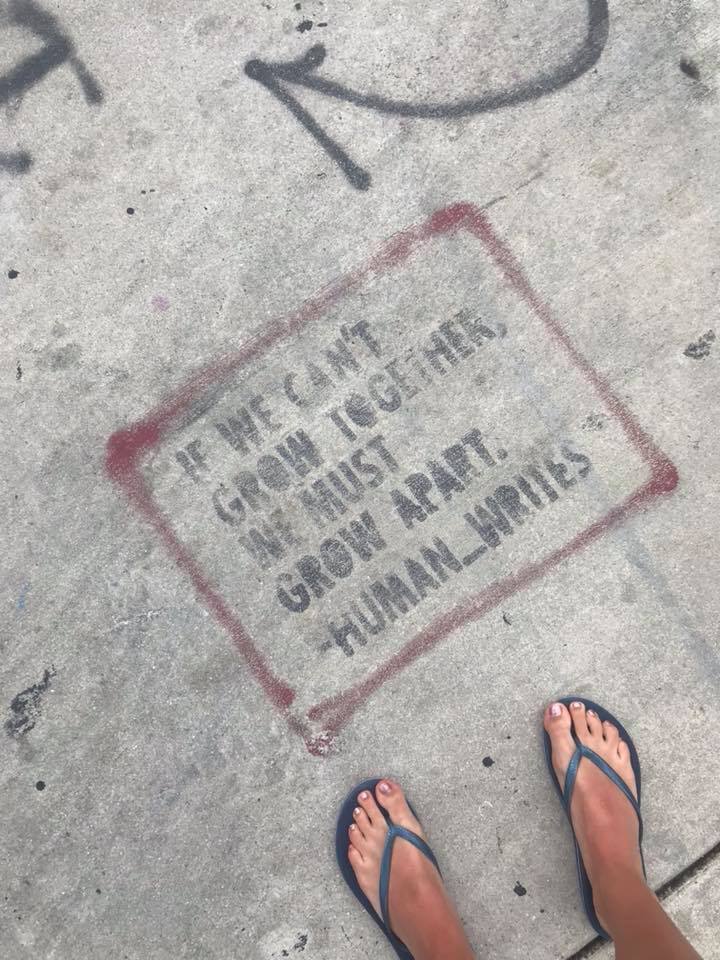 IF WE CAN'T
GROW TOGETHER,
WE MUST
GROW APART.
-HUMAN_WRITES